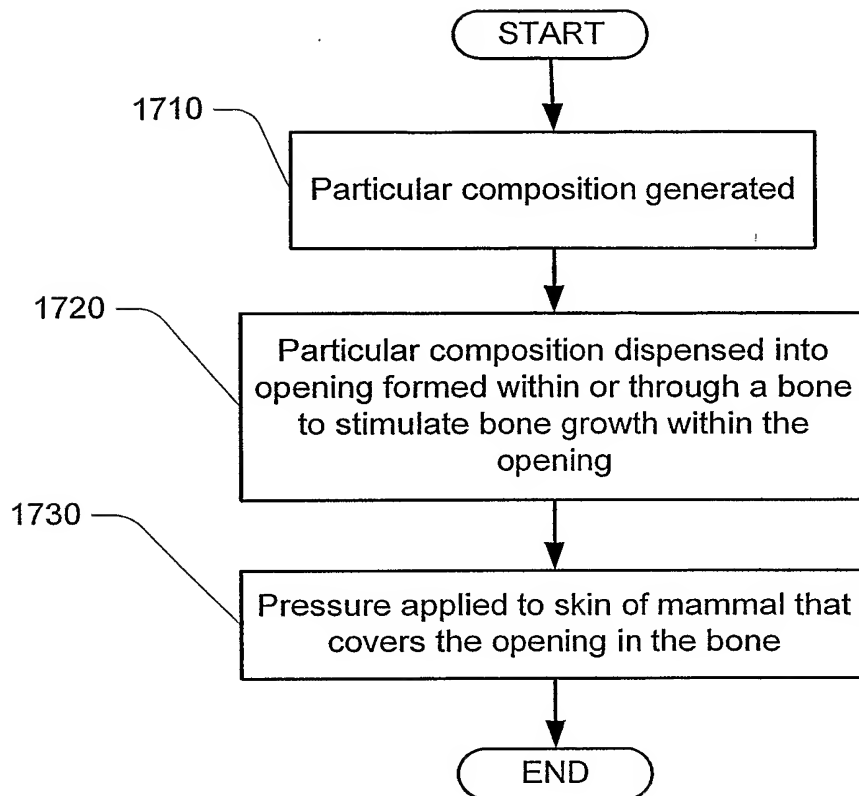 START
1710
Particular composition generated
1720
Particular composition dispensed into
opening formed within or through a bone
to stimulate bone growth within the
opening
1730
Pressure applied to skin of mammal that
covers the opening in the bone
END